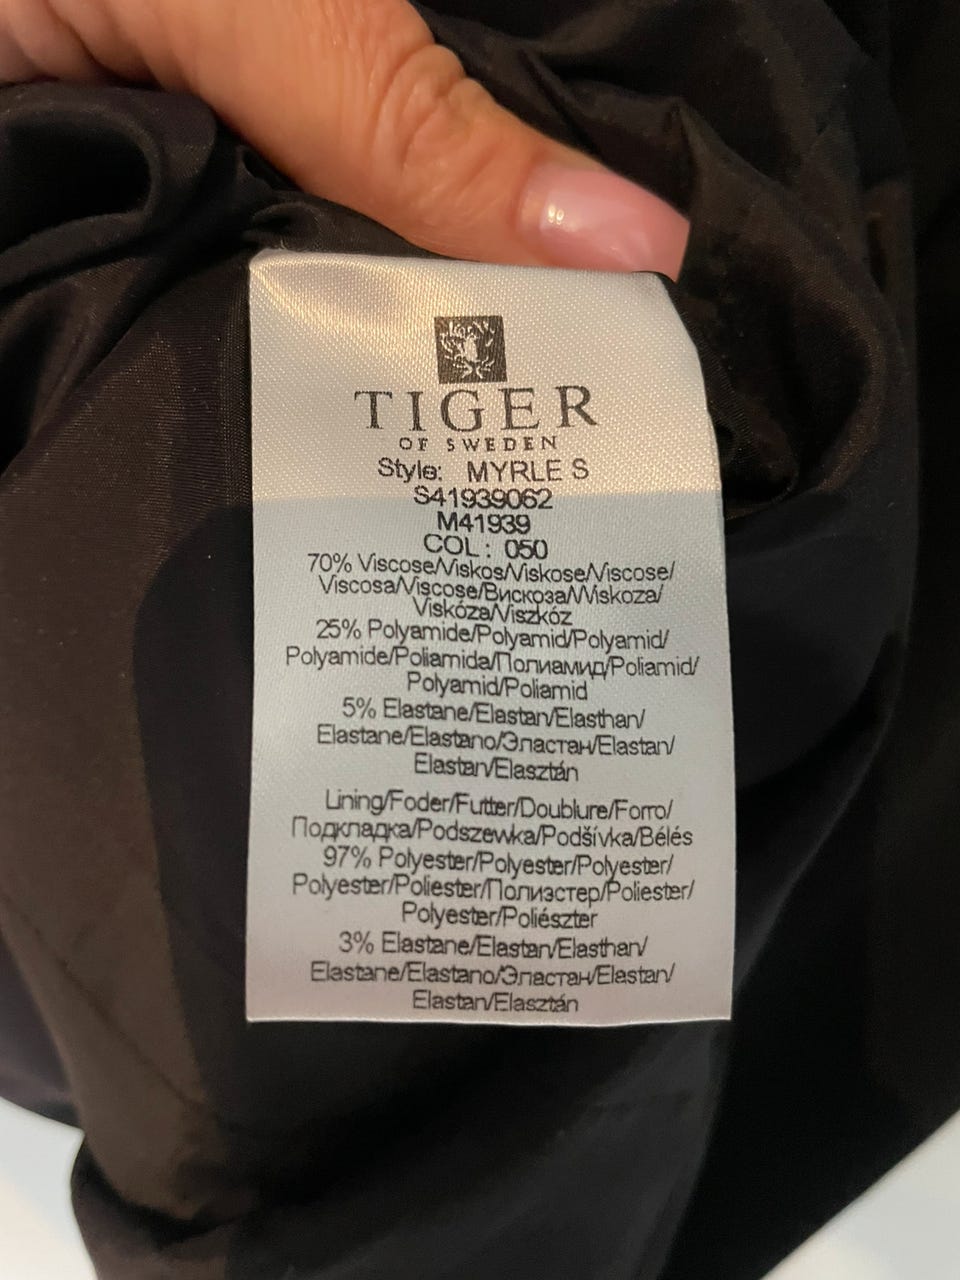 TIGER
OF SWEDEN
Style: MYRLE S
S41939062
M41939
COL: 050
70% Viscose/Viskos/Viskose/Viscose/
Viscosa/Viscose/Вискоза/Wiskoza/
Viskóza/Viszkóz
25% Polyamide/Polyamid/Polyamid/
Polyamide/Poliamida/Полиамид/Poliamid/
Polyamid/Poliamid
5% Elastane/Elastan/Elasthan/
Elastane/Elastano/Эластан/Elastan/
Elastan/Elasztán
Lining/Foder/Futter/Doublure/Forro/
Подкладка/Podszewka/Podšívka/Bélés
97% Polyester/Polyester/Polyester/
Polyester/Poliester/Полиэстер/Poliester/
Polyester/Poliészter
3% Elastane/Elastan/Elasthan/
Elastane/Elastano/Эластан/Elastan/
Elastan/Elasztán